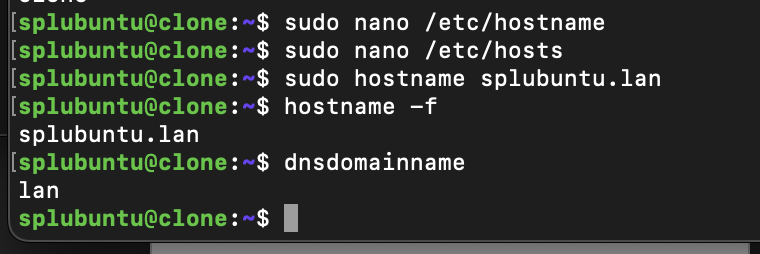 [splubuntu@clone:~$ sudo nano /etc/hostname
[splubuntu@clone:~$ sudo nano /etc/hosts
[splubuntu@clone:~$ sudo hostname splubuntu.lan
[splubuntu@clone:~$ hostname -f
splubuntu.lan
[splubuntu@clone:~$ dnsdomainname
lan
splubuntu@clone:~$